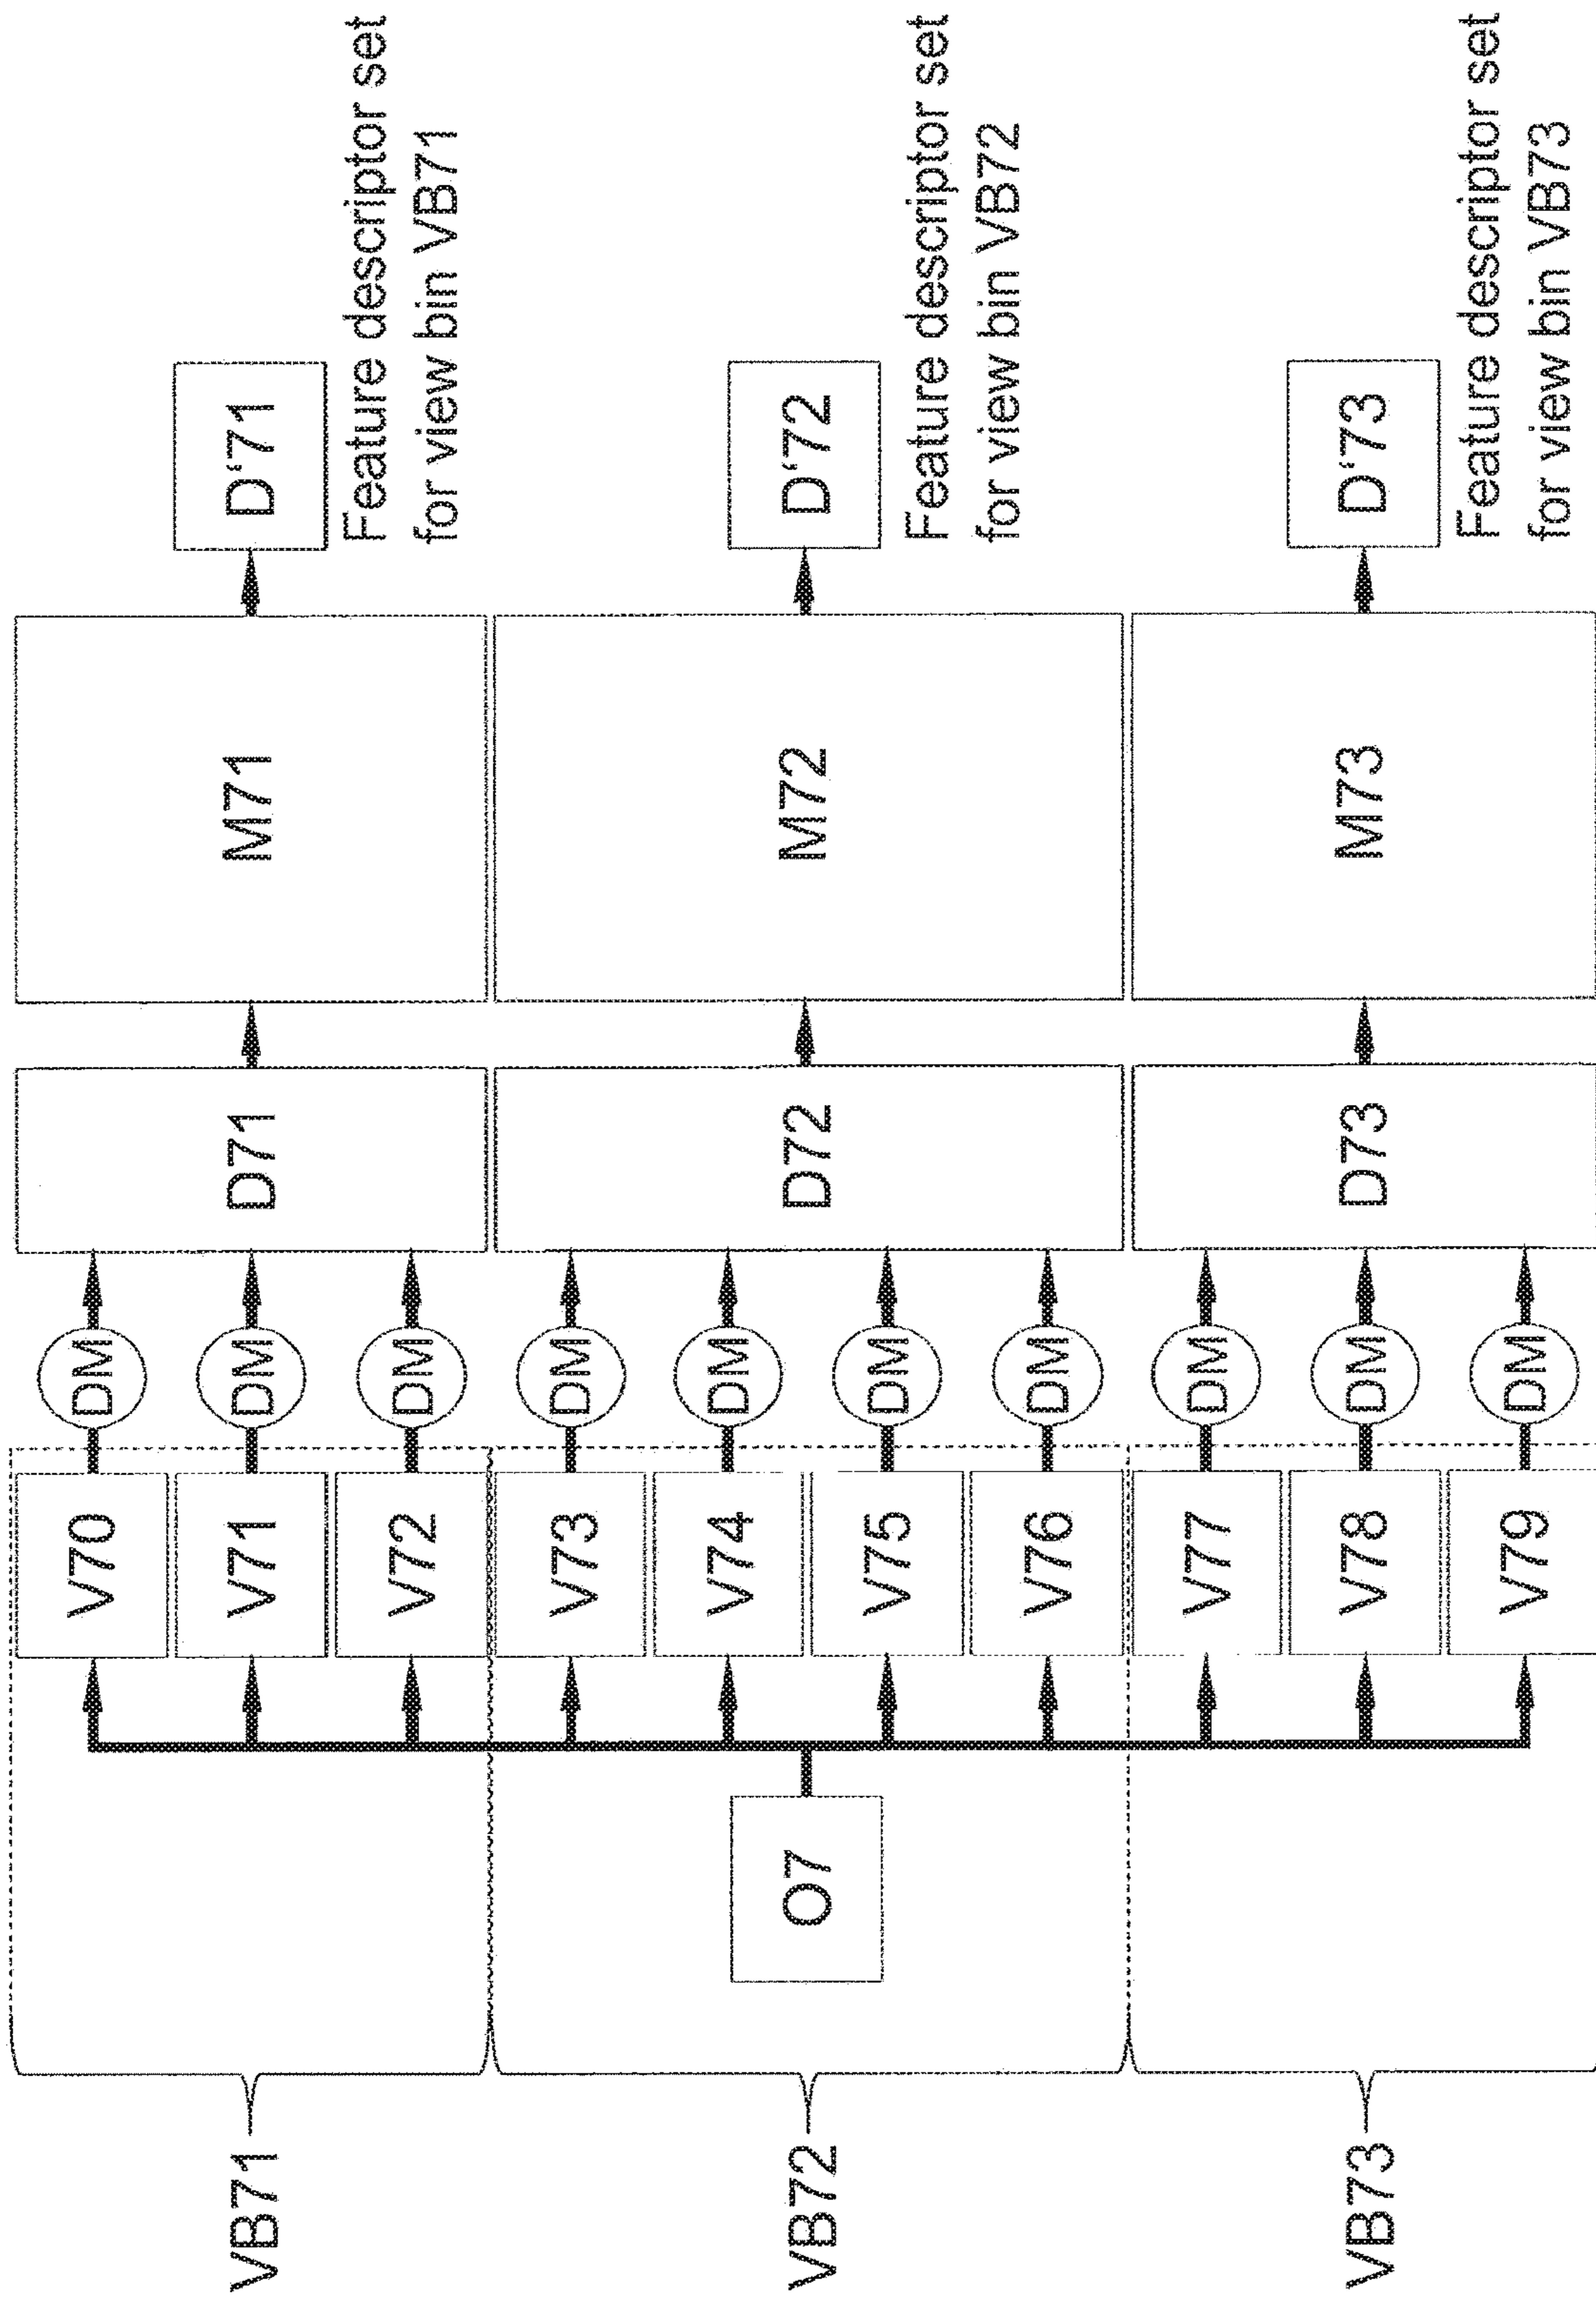 VB71
VB72
VB73
O7
V70
V71
V72
V73
V74
V75
V76
V77
V78
V79
DM
DM
DM
DM
DM
DM
DM
DM
DM
DM
D71
D72
D73
M71
M72
M73
D‘71
Feature descriptor set
for view bin VB71
D‘72
Feature descriptor set
for view bin VB72
D‘73
Feature descriptor set
for view bin VB73